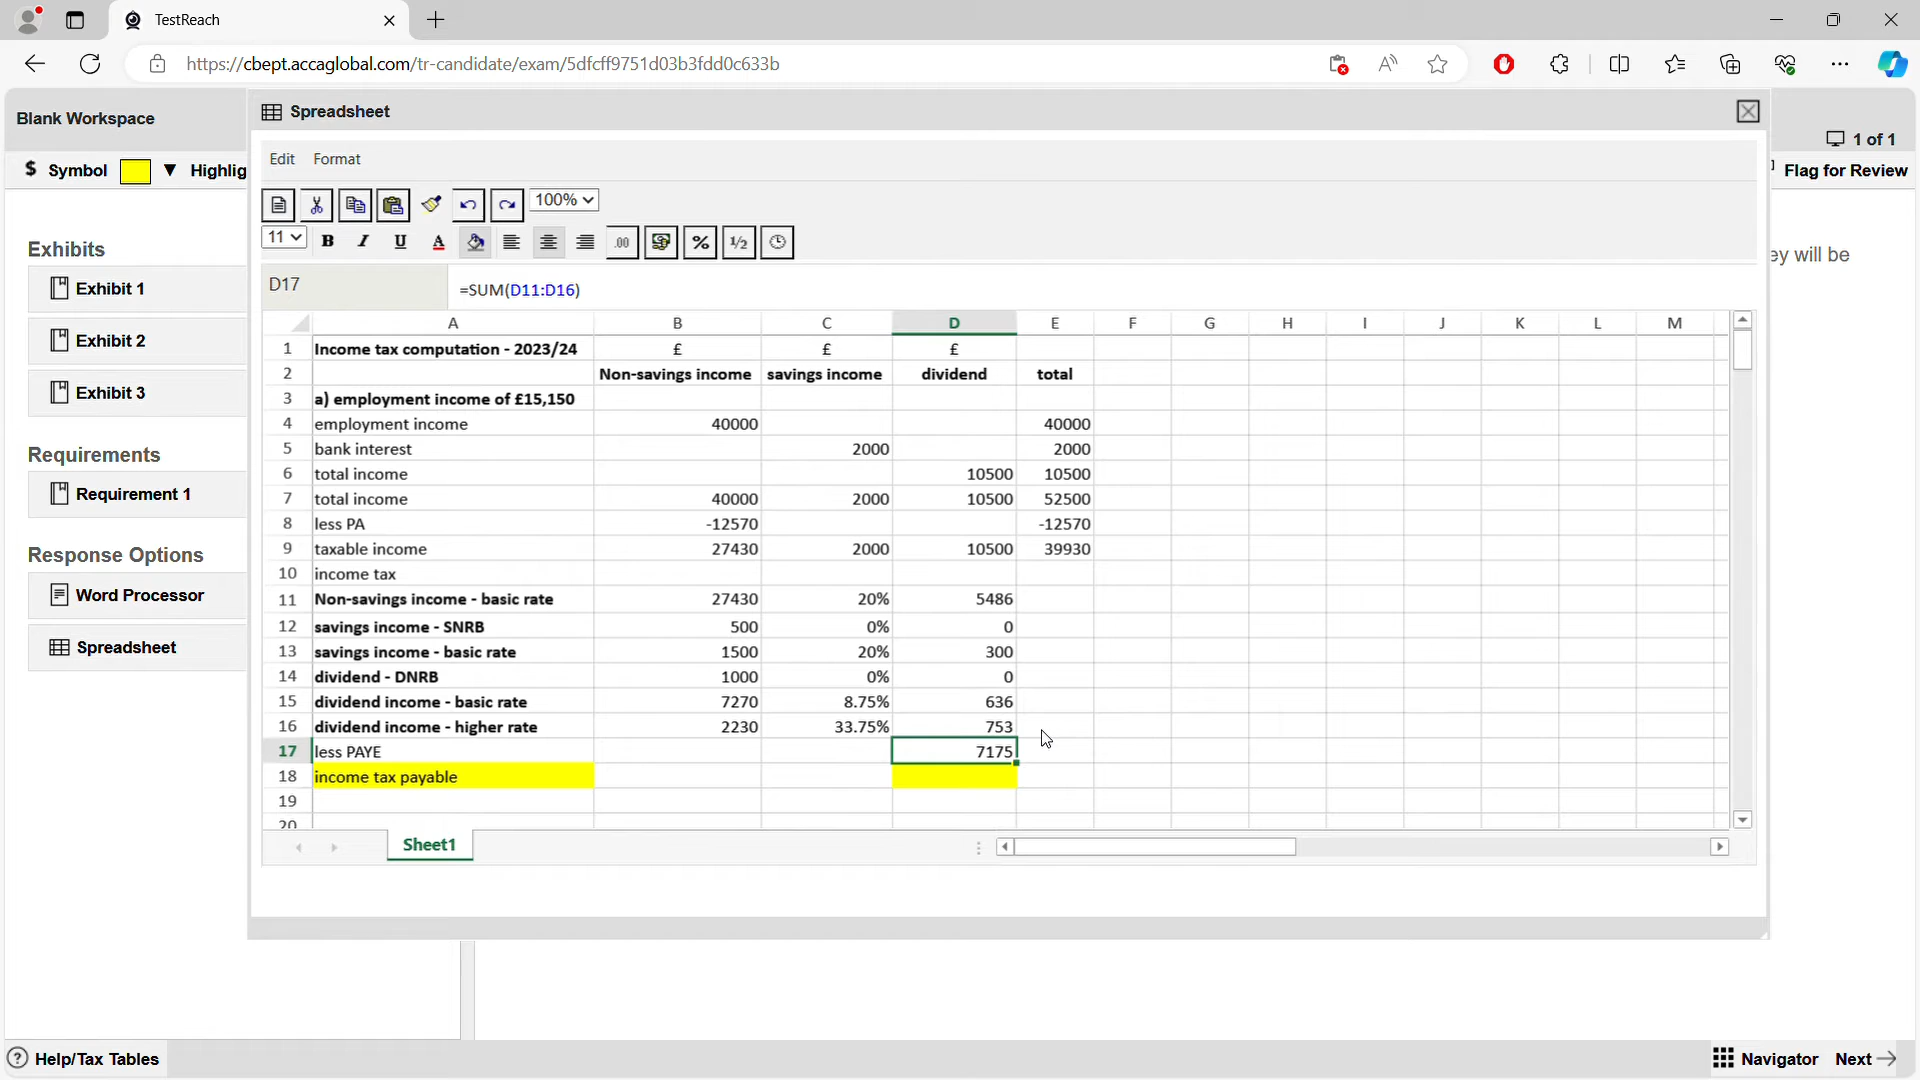 TestReach
https://cbept.accaglobal.com/tr-candidate/exam/5dfcff9751d03b3fdd0c633b
Blank Workspace
Spreadsheet
1 of 1
$ Symbol ▼ Highlig
Flag for Review
Edit Format
100%
11 B I U A .00 % 1/2
D17 =SUM(D11:D16)
A B C D E F G H I J K L M
1 Income tax computation - 2023/24 £ £ £
2 Non-savings income savings income dividend total
3 a) employment income of £15,150
4 employment income 40000 40000
5 bank interest 2000 2000
6 total income 10500 10500
7 total income 40000 2000 10500 52500
8 less PA -12570 -12570
9 taxable income 27430 2000 10500 39930
10 income tax
11 Non-savings income - basic rate 27430 20% 5486
12 savings income - SNRB 500 0% 0
13 savings income - basic rate 1500 20% 300
14 dividend - DNRB 1000 0% 0
15 dividend income - basic rate 7270 8.75% 636
16 dividend income - higher rate 2230 33.75% 753
17 less PAYE 7175
18 income tax payable
19
20
Sheet1
Exhibits
Exhibit 1
Exhibit 2
Exhibit 3
Requirements
Requirement 1
Response Options
Word Processor
Spreadsheet
ey will be
Help/Tax Tables
Navigator Next